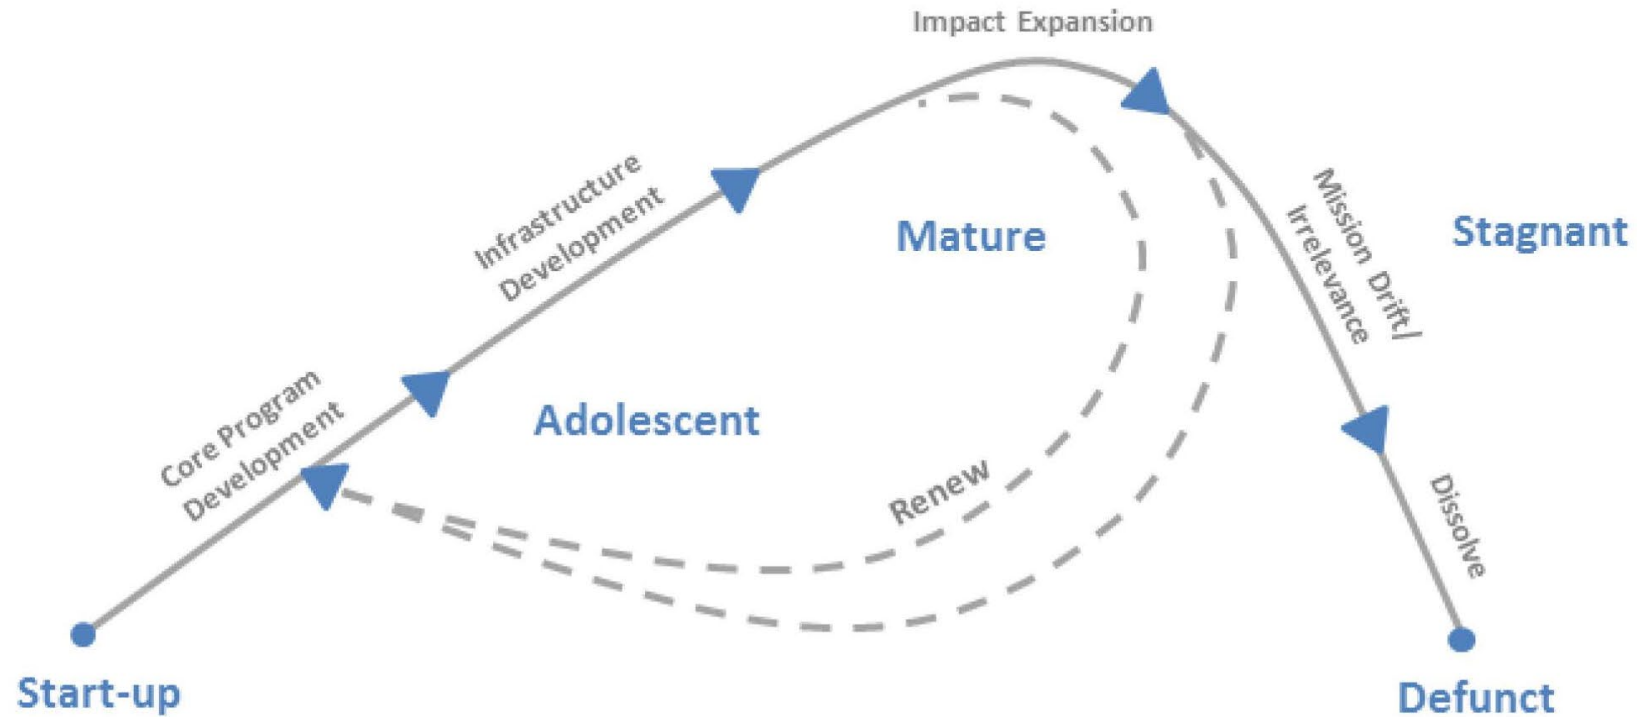 Impact Expansion
Infrastructure
Development
Mature
Mission Drift/
Irrelevance
Stagnant
Core Program
Development
Adolescent
Renew
Dissolve
Start-up
Defunct